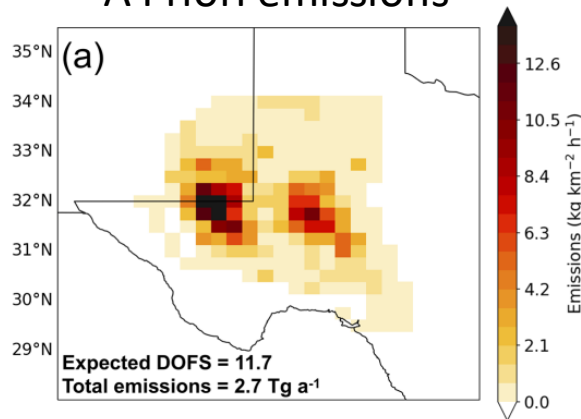 (a)
35°N
34°N
33°N
32°N
31°N
30°N
29°N
Expected DOFS = 11.7
Total emissions = 2.7 Tg a⁻¹
12.6
10.5
8.4
6.3
4.2
2.1
0.0
Emissions (kg km⁻² h⁻¹)